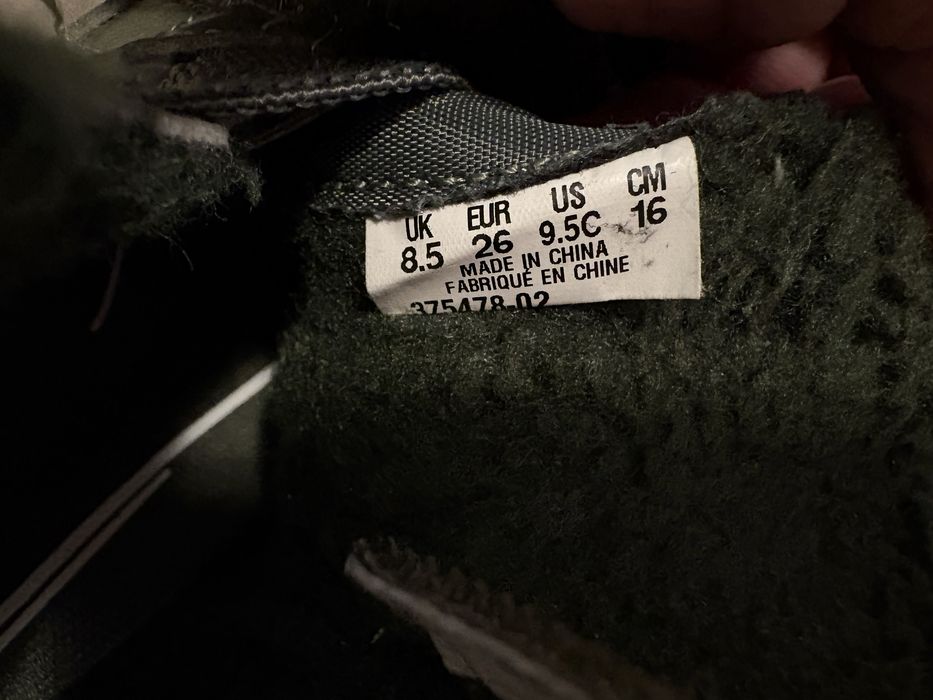 UK EUR US CM
8.5 26 9.5C 16
MADE IN CHINA
FABRIQUÉ EN CHINE
375478-02